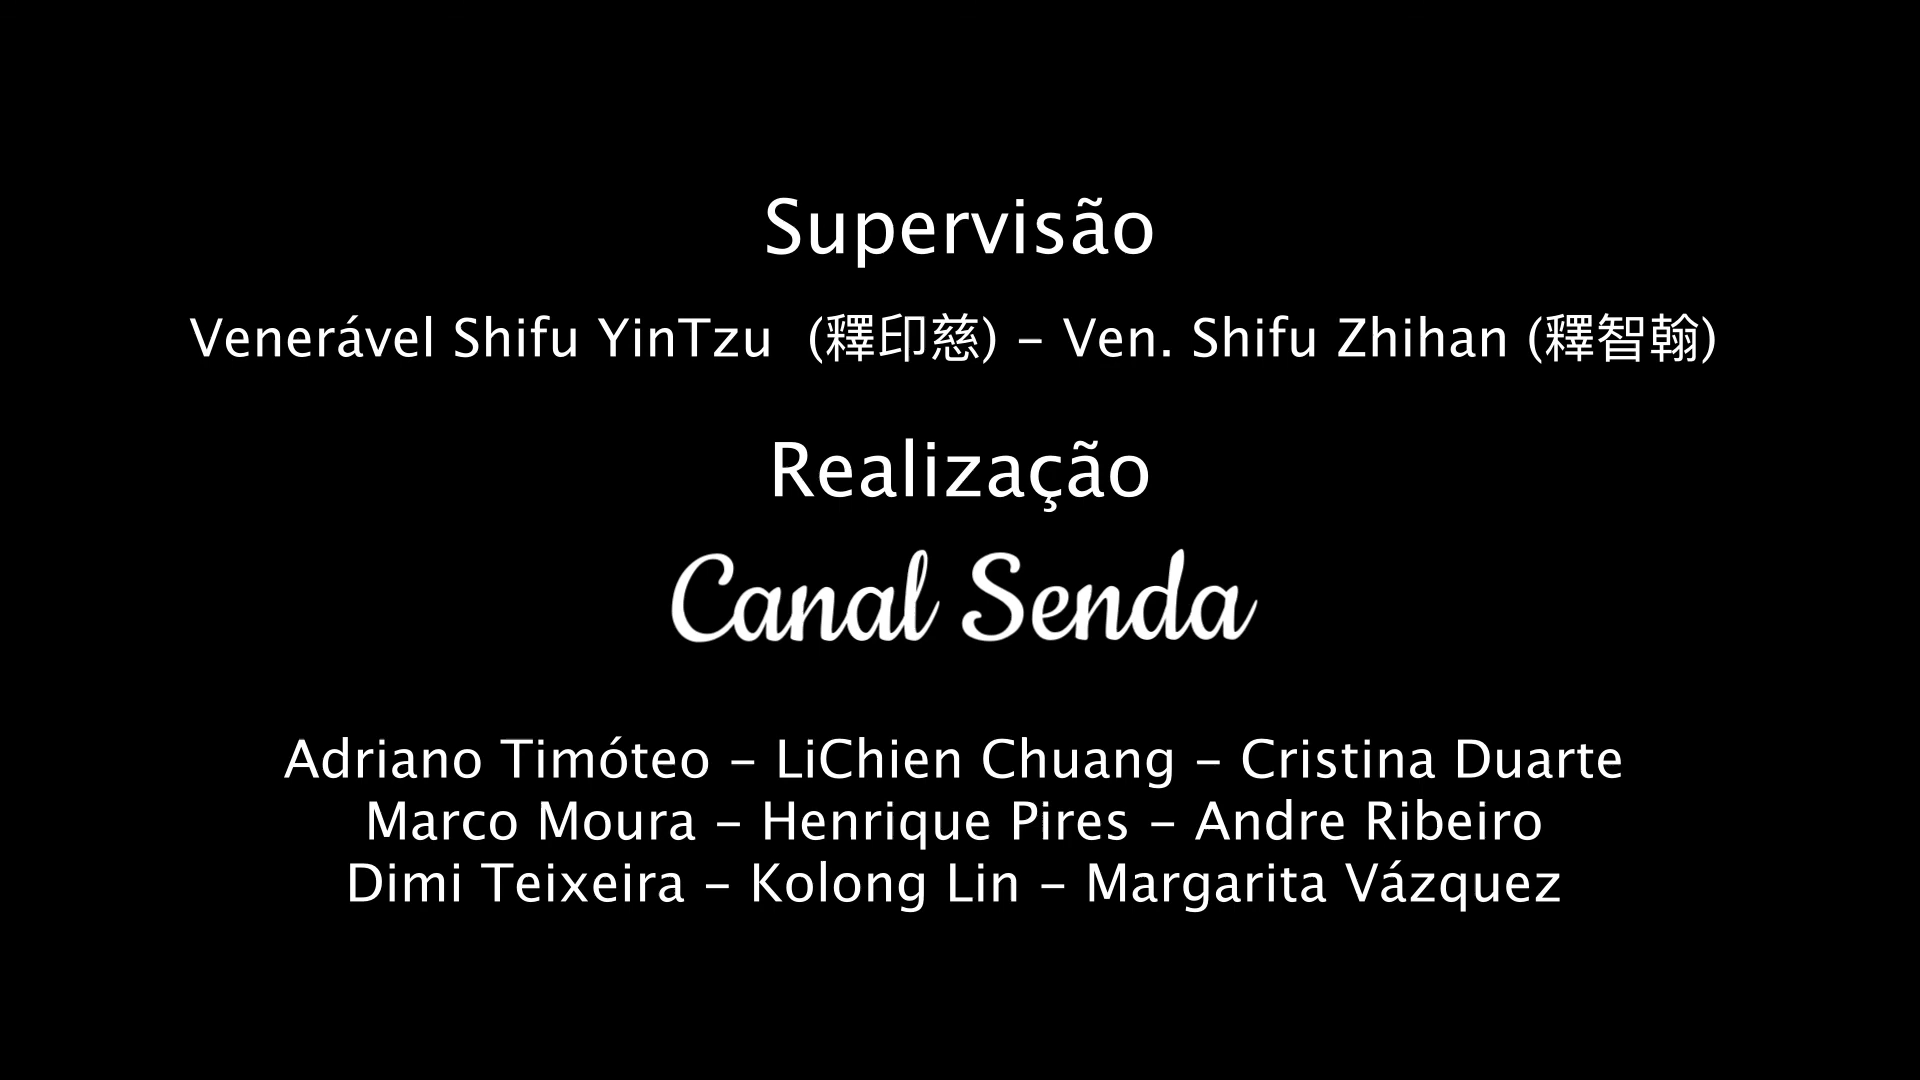 Supervisão
Venerável Shifu YinTzu  (釋印慈) - Ven. Shifu Zhihan (釋智翰)
Realização
Canal Senda
Adriano Timóteo - LiChien Chuang - Cristina Duarte
Marco Moura - Henrique Pires - Andre Ribeiro
Dimi Teixeira - Kolong Lin - Margarita Vázquez